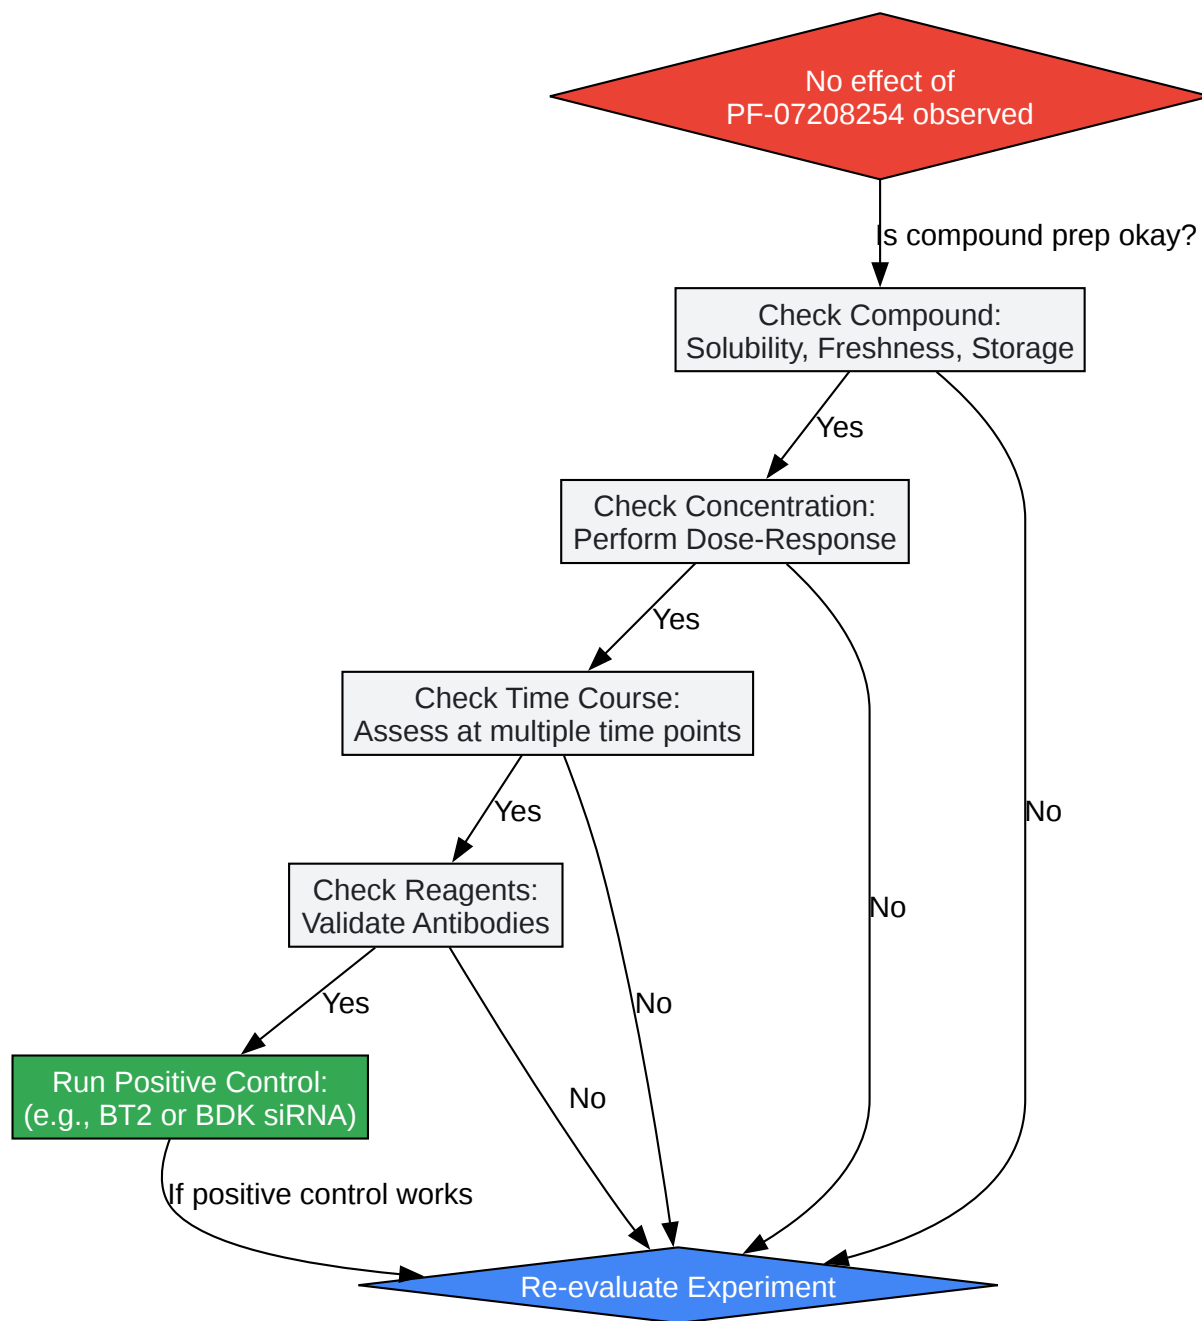 No effect of
PF-07208254 observed
Is compound prep okay?
Check Compound:
Solubility, Freshness, Storage
Yes
Check Concentration:
Perform Dose-Response
Yes
Check Time Course:
Assess at multiple time points
Yes
No
Check Reagents:
Validate Antibodies
No
Yes
No
Run Positive Control:
(e.g., BT2 or BDK siRNA)
No
If positive control works
Re-evaluate Experiment